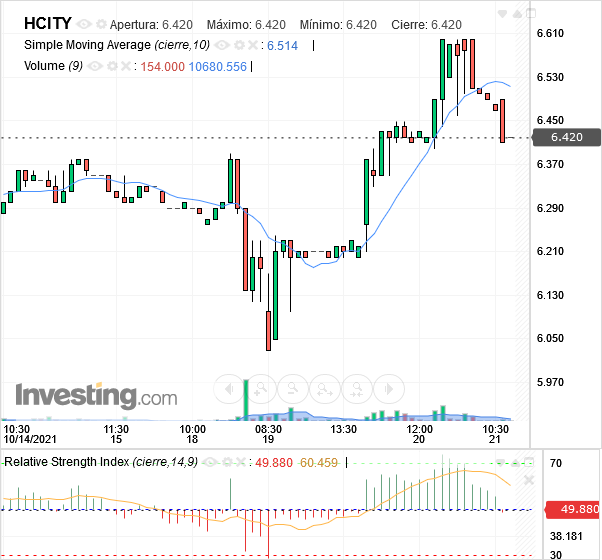 HCITY Apertura: 6.420 Máximo: 6.420 Mínimo: 6.420 Cierre: 6.420
Simple Moving Average (cierre,10) : 6.514 |
Volume (9) : 154.000 10680.556 |
6.610
6.530
6.450
6.420
6.370
6.290
6.210
6.130
6.050
5.970
Investing.com
10:30 11:30 10:00 08:30 13:30 12:00 10:30
10/14/2021 15 18 19 20 21
Relative Strength Index (cierre,14,9) : 49.880 60.459 |
70
49.880
38.181
30